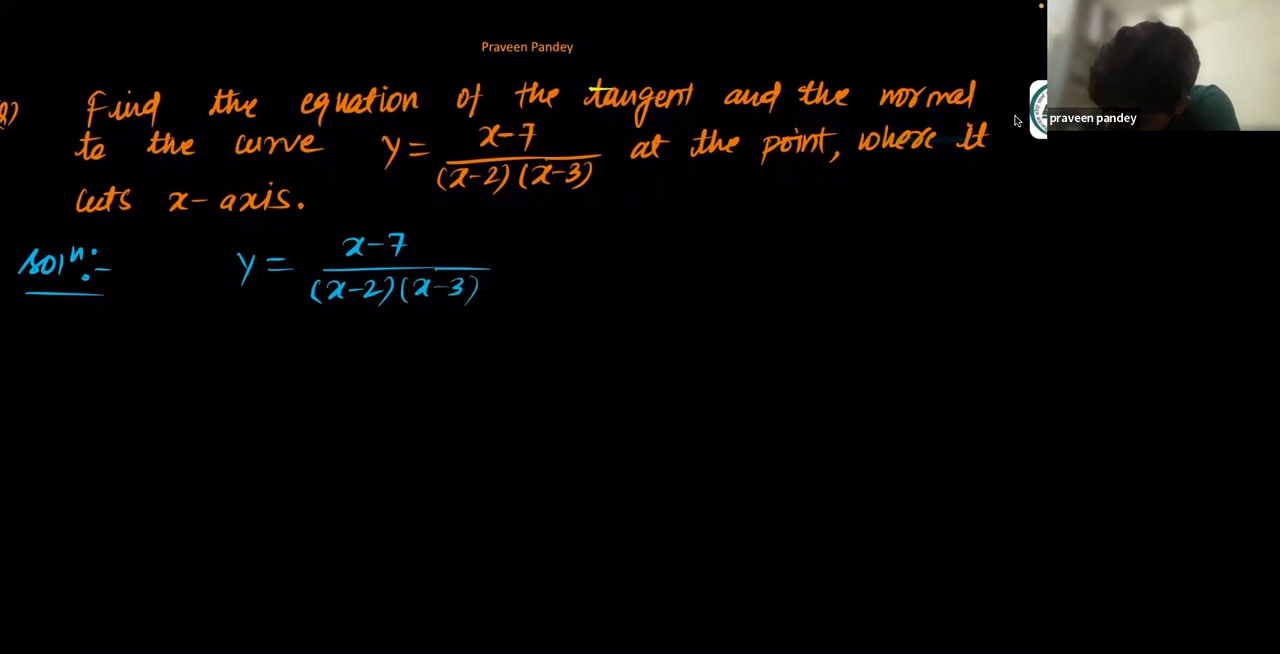 Praveen Pandey
Find the equation of the tangent and the normal
to the curve y = x-7 / (x-2)(x-3) at the point, where it
cuts x-axis.
soln:-
y = x-7 / (x-2)(x-3)
praveen pandey